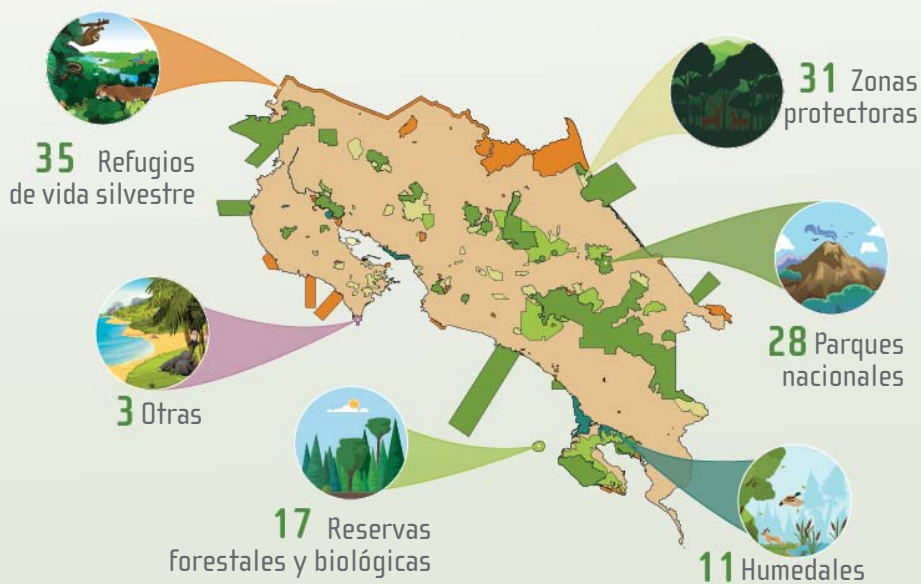 31 Zonas
protectoras
35 Refugios
de vida silvestre
28 Parques
nacionales
3 Otras
17 Reservas
forestales y biológicas
11 Humedales